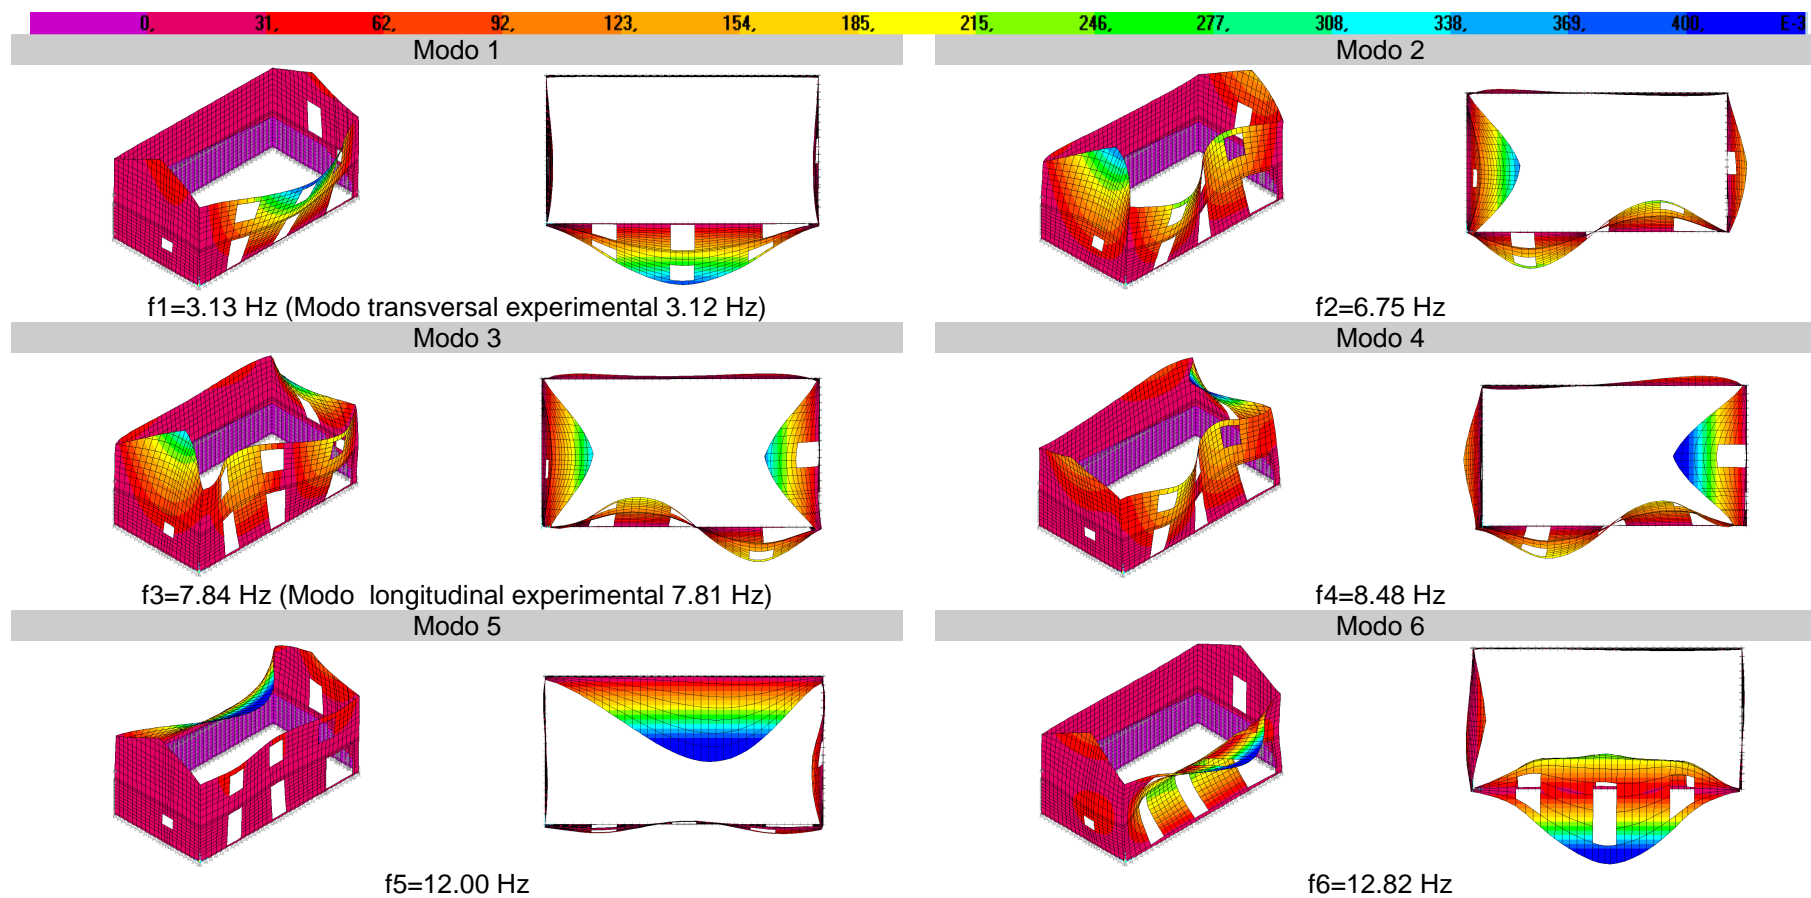 0, 31, 62, 92, 123, 154, 185, 215, 246, 277, 308, 338, 369, 400, E-3
Modo 1 Modo 2
f1=3.13 Hz (Modo transversal experimental 3.12 Hz) f2=6.75 Hz
Modo 3 Modo 4
f3=7.84 Hz (Modo longitudinal experimental 7.81 Hz) f4=8.48 Hz
Modo 5 Modo 6
f5=12.00 Hz f6=12.82 Hz